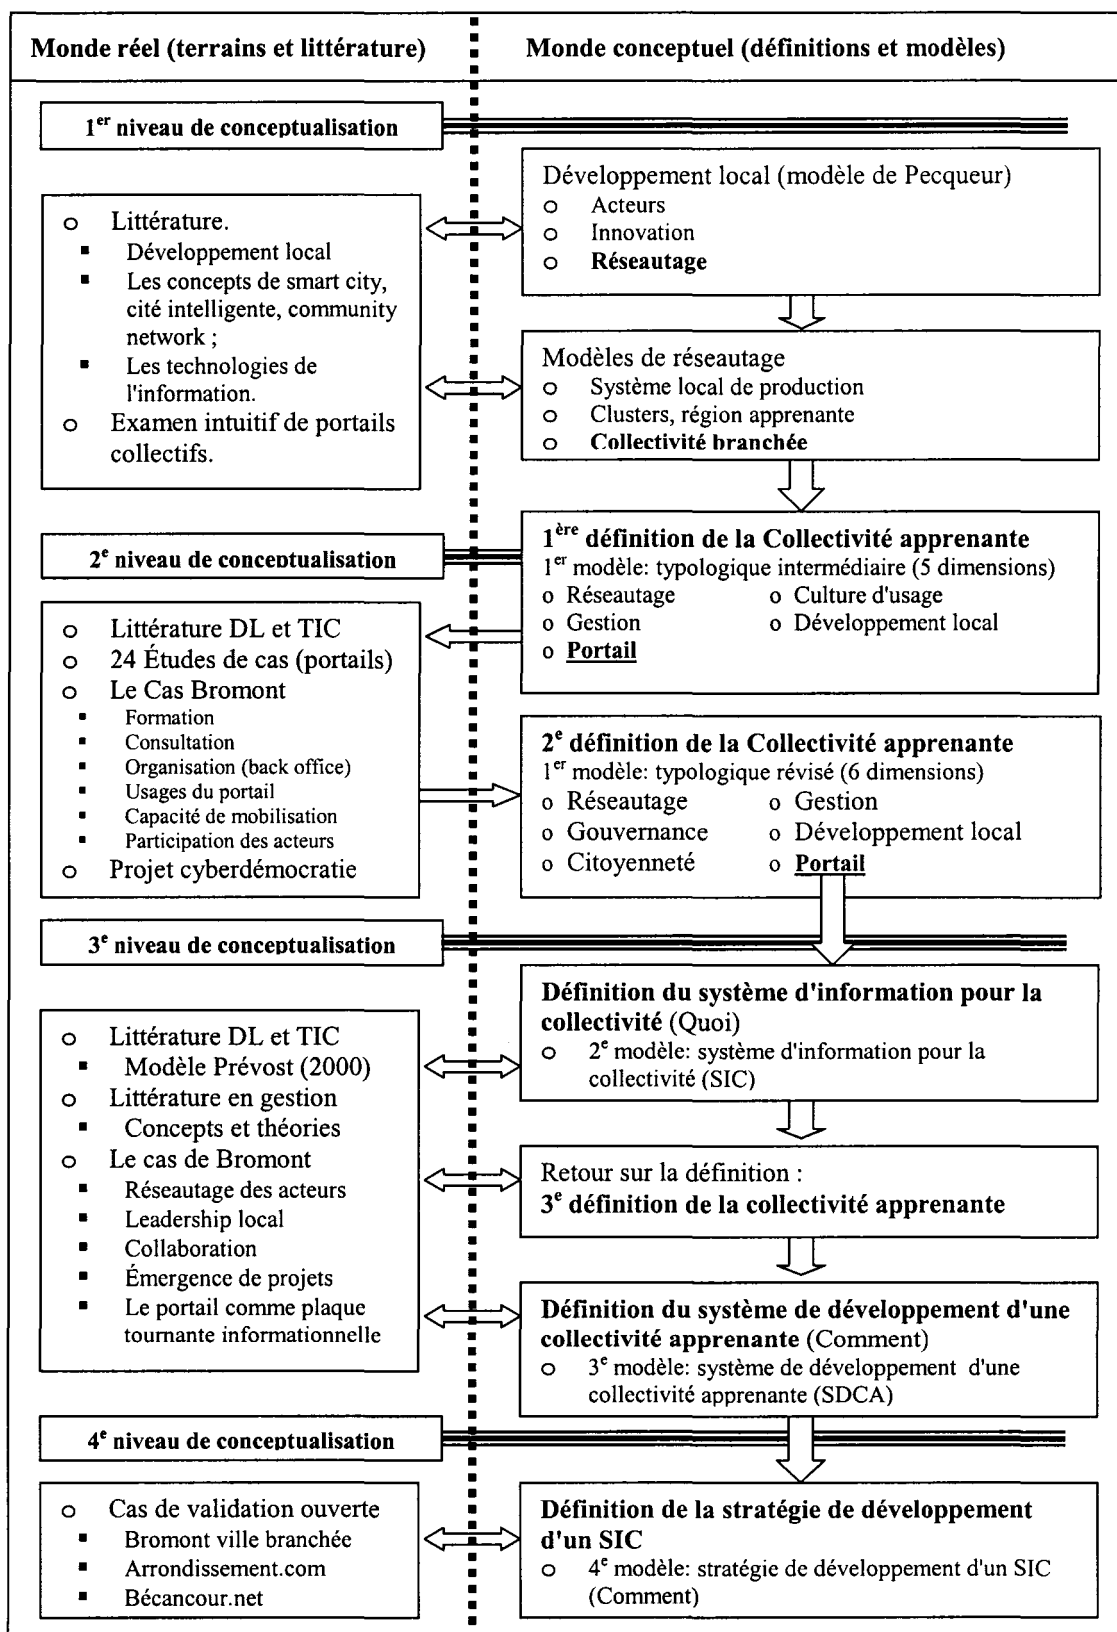 Monde réel (terrains et littérature)
Monde conceptuel (définitions et modèles)
1er niveau de conceptualisation
Développement local (modèle de Pecqueur)
o Acteurs
o Innovation
o Réseautage
o Littérature.
▪ Développement local
▪ Les concepts de smart city,
cité intelligente, community
network ;
▪ Les technologies de
l'information.
o Examen intuitif de portails
collectifs.
Modèles de réseautage
o Système local de production
o Clusters, région apprenante
o Collectivité branchée
2e niveau de conceptualisation
1ère définition de la Collectivité apprenante
1er modèle: typologique intermédiaire (5 dimensions)
o Réseautage o Culture d'usage
o Gestion o Développement local
o Portail
o Littérature DL et TIC
o 24 Études de cas (portails)
o Le Cas Bromont
▪ Formation
▪ Consultation
▪ Organisation (back office)
▪ Usages du portail
▪ Capacité de mobilisation
▪ Participation des acteurs
o Projet cyberdémocratie
2e définition de la Collectivité apprenante
1er modèle: typologique révisé (6 dimensions)
o Réseautage o Gestion
o Gouvernance o Développement local
o Citoyenneté o Portail
3e niveau de conceptualisation
Définition du système d'information pour la
collectivité (Quoi)
o 2e modèle: système d'information pour la
collectivité (SIC)
o Littérature DL et TIC
▪ Modèle Prévost (2000)
o Littérature en gestion
▪ Concepts et théories
o Le cas de Bromont
▪ Réseautage des acteurs
▪ Leadership local
▪ Collaboration
▪ Émergence de projets
▪ Le portail comme plaque
tournante informationnelle
Retour sur la définition :
3e définition de la collectivité apprenante
Définition du système de développement d'une
collectivité apprenante (Comment)
o 3e modèle: système de développement d'une
collectivité apprenante (SDCA)
4e niveau de conceptualisation
o Cas de validation ouverte
▪ Bromont ville branchée
▪ Arrondissement.com
▪ Bécancour.net
Définition de la stratégie de développement
d'un SIC
o 4e modèle: stratégie de développement d'un SIC
(Comment)